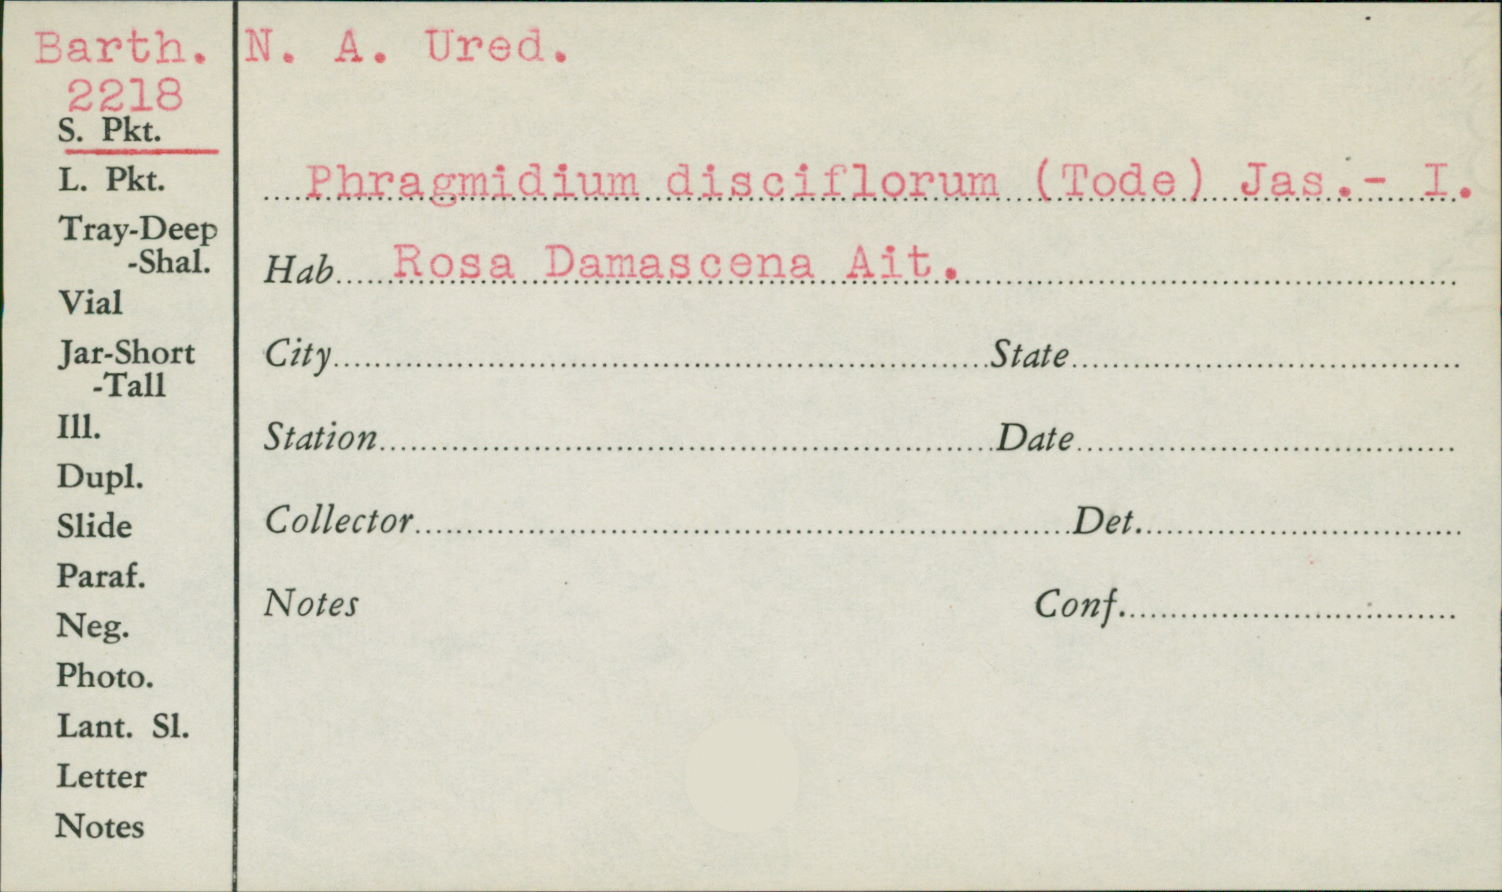 Barth. N. A. Ured.
2218
S. Pkt.
L. Pkt.
Phragmidium disciflorum (Tode) Jas.- I.
Tray-Deep
-Shal.
Hab Rosa Damascena Ait.
Vial
Jar-Short
-Tall
City State
Ill.
Station Date
Dupl.
Slide
Collector Det.
Paraf.
Neg.
Notes Conf.
Photo.
Lant. Sl.
Letter
Notes